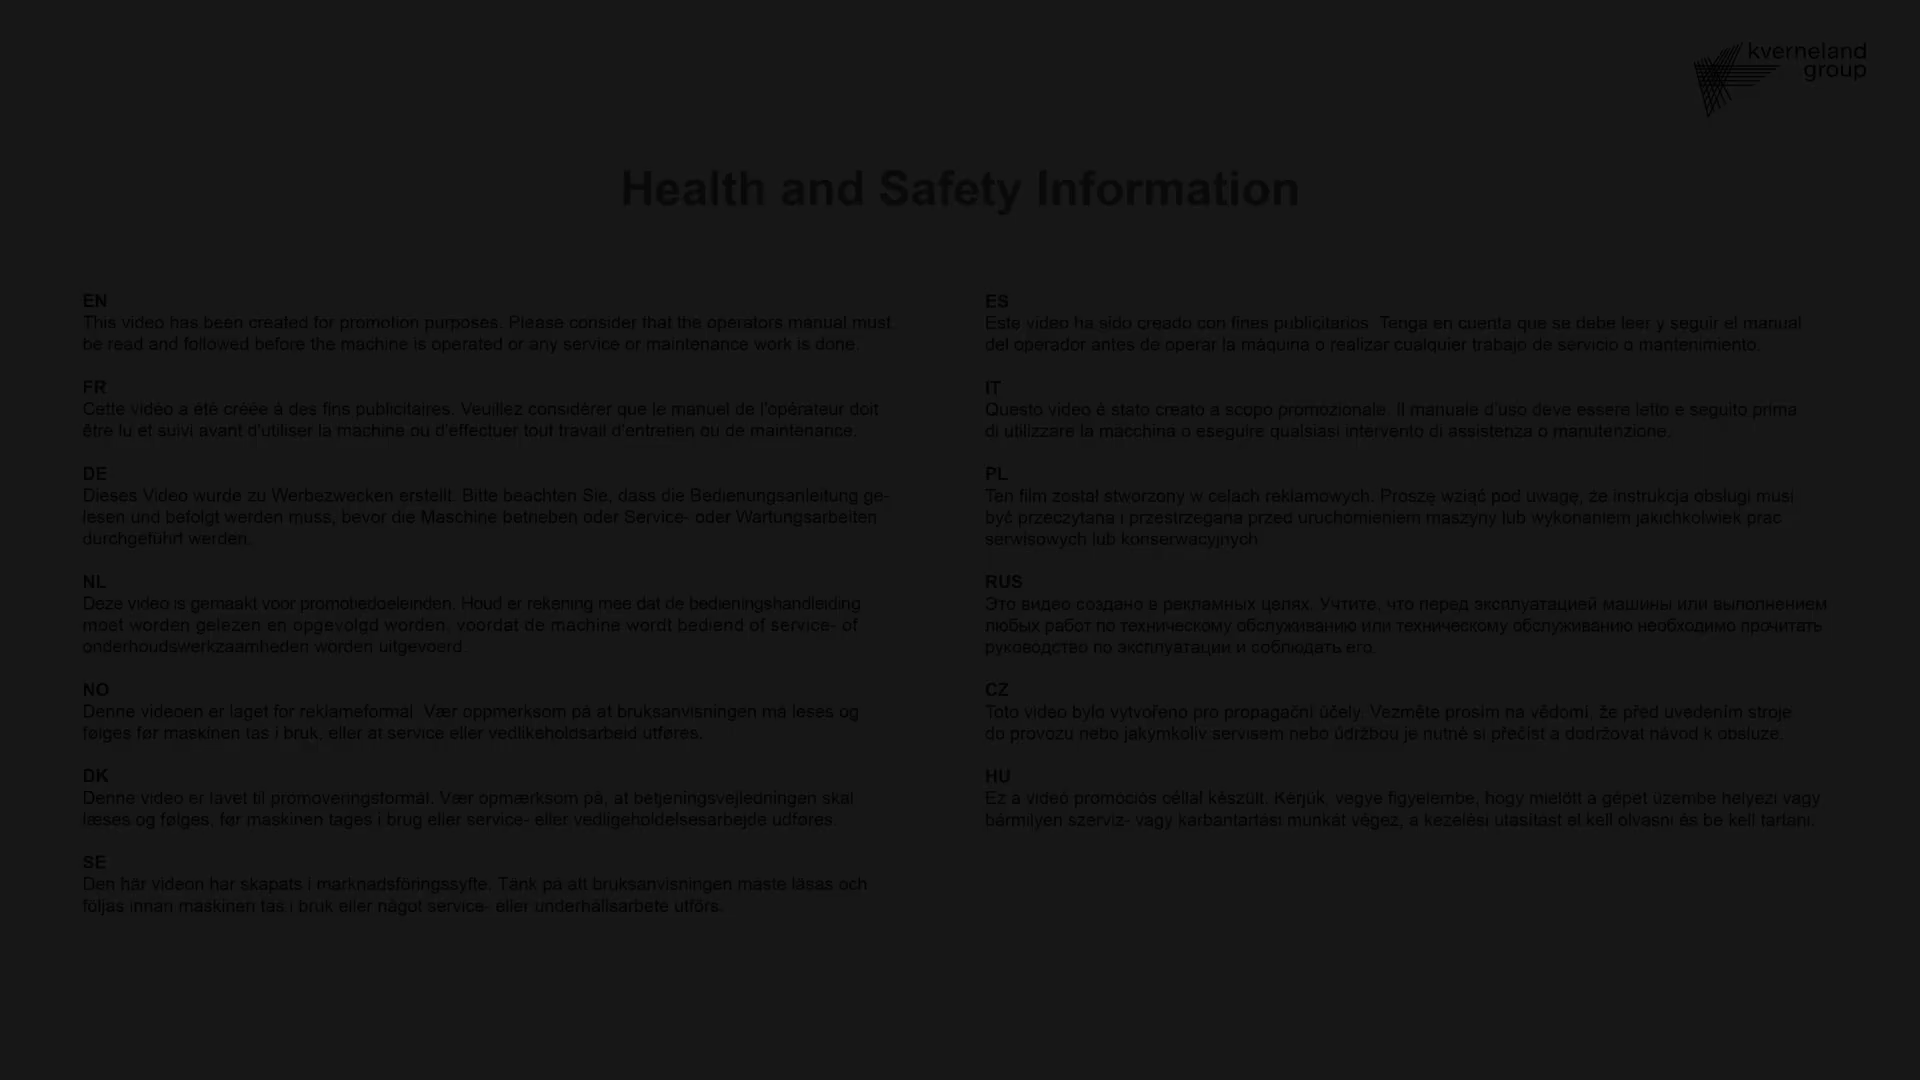 kverneland
group
Health and Safety Information
EN
This video has been created for promotion purposes. Please consider that the operators manual must
be read and followed before the machine is operated or any service or maintenance work is done.
FR
Cette vidéo a été créée à des fins publicitaires. Veuillez considérer que le manuel de l'opérateur doit
être lu et suivi avant d'utiliser la machine ou d'effectuer tout travail d'entretien ou de maintenance.
DE
Dieses Video wurde zu Werbezwecken erstellt. Bitte beachten Sie, dass die Bedienungsanleitung ge-
lesen und befolgt werden muss, bevor die Maschine betrieben oder Service- oder Wartungsarbeiten
durchgeführt werden.
NL
Deze video is gemaakt voor promotiedoeleinden. Houd er rekening mee dat de bedieningshandleiding
moet worden gelezen en opgevolgd worden, voordat de machine wordt bediend of service- of
onderhoudswerkzaamheden worden uitgevoerd.
NO
Denne videoen er laget for reklameformål. Vær oppmerksom på at bruksanvisningen må leses og
følges før maskinen tas i bruk, eller at service eller vedlikeholdsarbeid utføres.
DK
Denne video er lavet til promoveringsformål. Vær opmærksom på, at betjeningsvejledningen skal
læses og følges, før maskinen tages i brug eller service- eller vedligeholdelsesarbejde udføres.
SE
Den här videon har skapats i marknadsföringssyfte. Tänk på att bruksanvisningen måste läsas och
följas innan maskinen tas i bruk eller något service- eller underhållsarbete utförs.
ES
Este video ha sido creado con fines publicitarios. Tenga en cuenta que se debe leer y seguir el manual
del operador antes de operar la máquina o realizar cualquier trabajo de servicio o mantenimiento.
IT
Questo video è stato creato a scopo promozionale. Il manuale d'uso deve essere letto e seguito prima
di utilizzare la macchina o eseguire qualsiasi intervento di assistenza o manutenzione.
PL
Ten film został stworzony w celach reklamowych. Proszę wziąć pod uwagę, że instrukcja obsługi musi
być przeczytana i przestrzegana przed uruchomieniem maszyny lub wykonaniem jakichkolwiek prac
serwisowych lub konserwacyjnych.
RUS
Это видео создано в рекламных целях. Учтите, что перед эксплуатацией машины или выполнением
любых работ по техническому обслуживанию или техническому обслуживанию необходимо прочитать
руководство по эксплуатации и соблюдать его.
CZ
Toto video bylo vytvořeno pro propagační účely. Vezměte prosím na vědomí, že před uvedením stroje
do provozu nebo jakýmkoliv servisem nebo údržbou je nutné si přečíst a dodržovat návod k obsluze.
HU
Ez a videó promóciós céllal készült. Kérjük, vegye figyelembe, hogy mielőtt a gépet üzembe helyezi vagy
bármilyen szerviz- vagy karbantartási munkát végez, a kezelési utasítást el kell olvasni és be kell tartani.